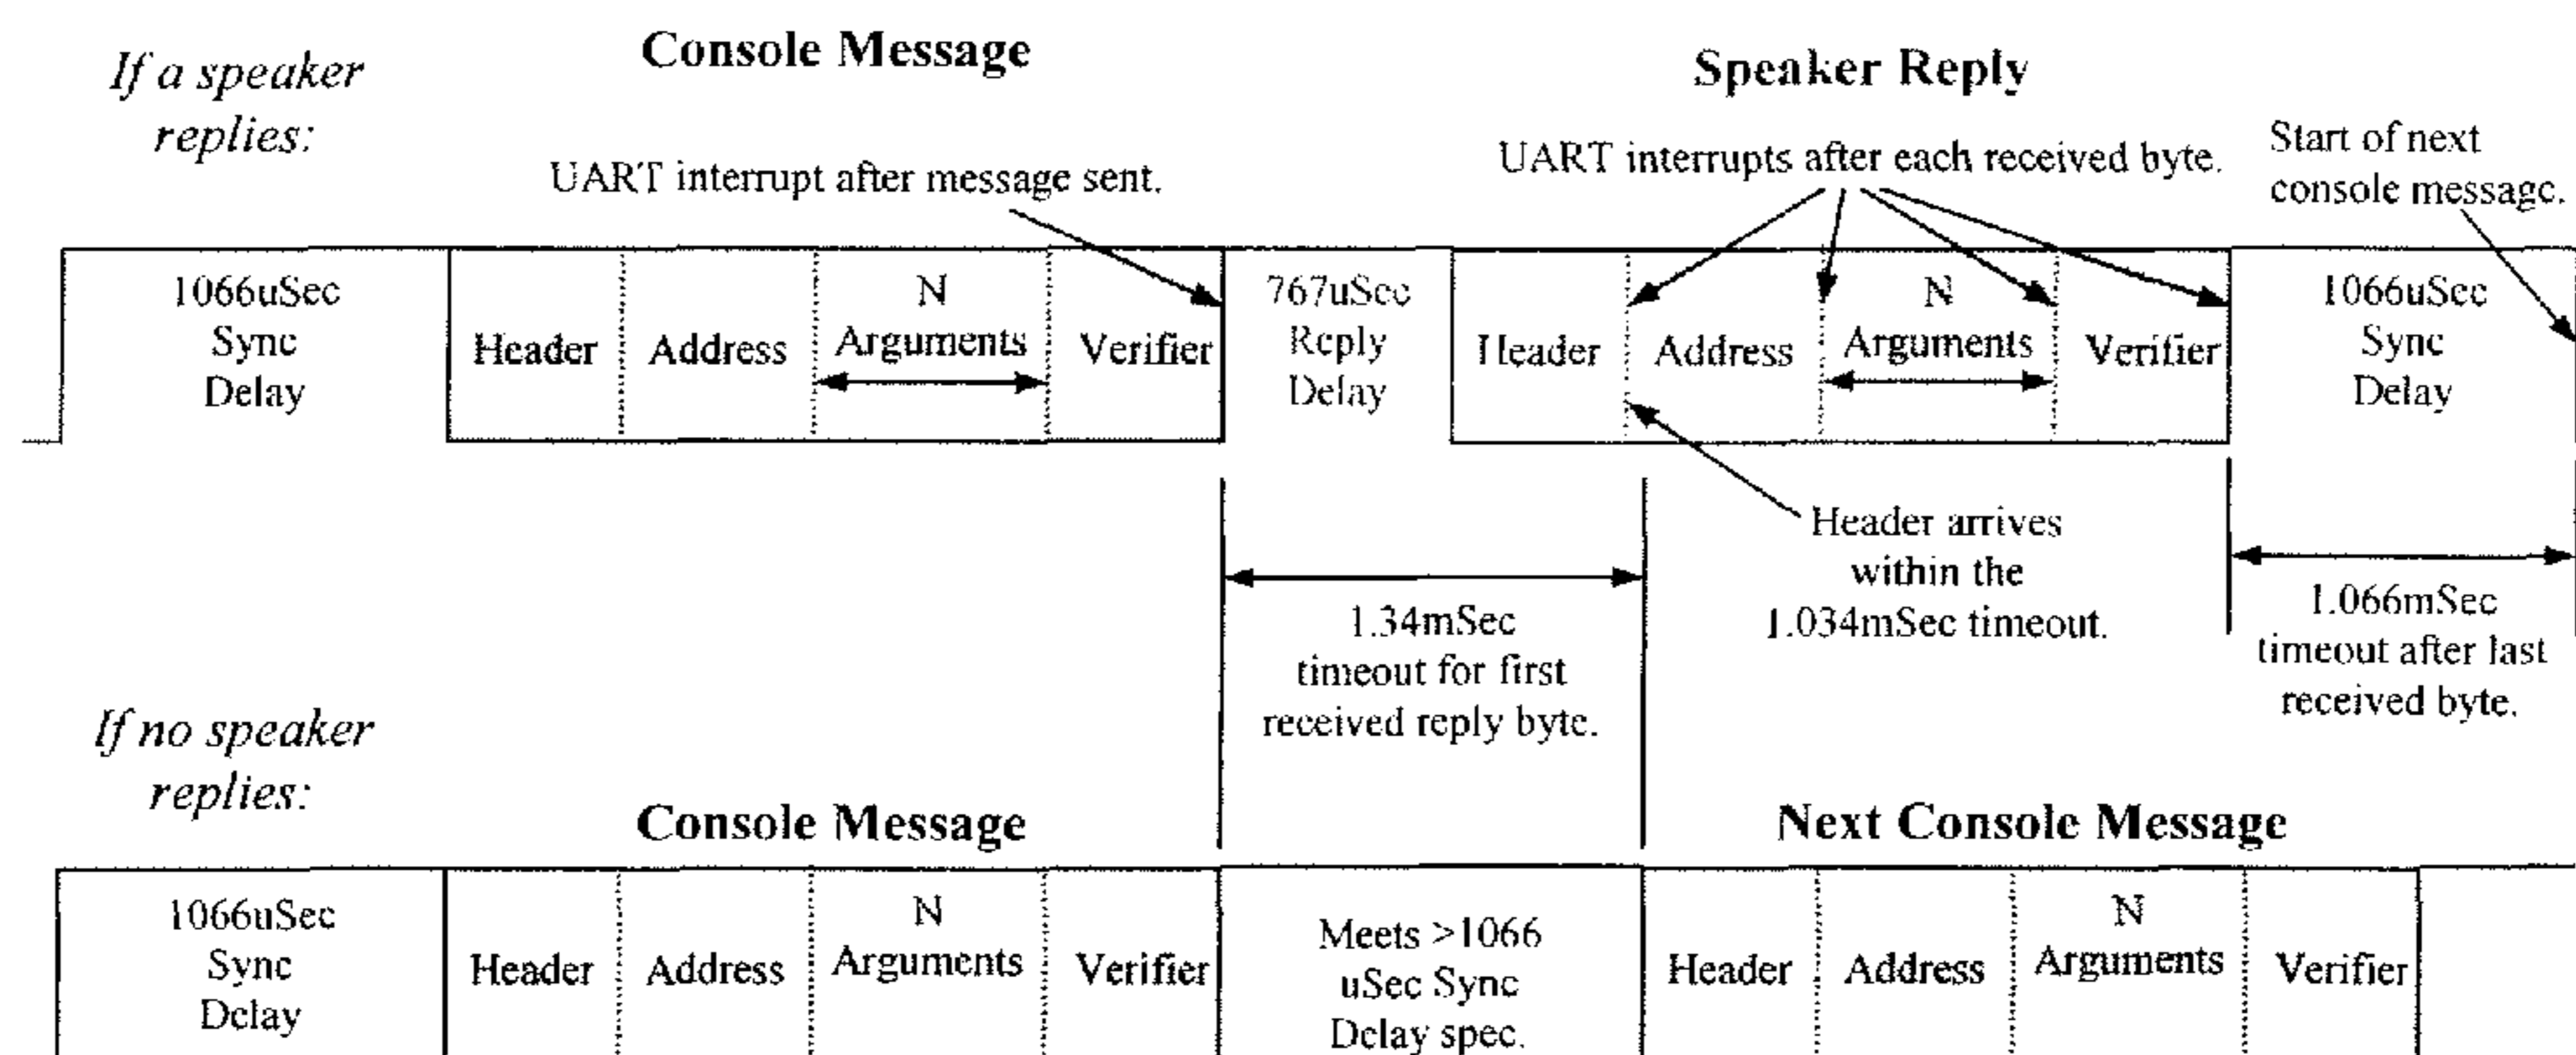 If a speaker
replies:
Console Message
Speaker Reply
UART interrupt after message sent.
UART interrupts after each received byte.
Start of next
console message.
1066uSec
Sync
Delay
Header
Address
N
Arguments
Verifier
767uSec
Reply
Delay
Header
Address
N
Arguments
Verifier
1066uSec
Sync
Delay
Header arrives
within the
1.034mSec timeout.
1.34mSec
timeout for first
received reply byte.
1.066mSec
timeout after last
received byte.
If no speaker
replies:
Console Message
Next Console Message
1066uSec
Sync
Delay
Header
Address
N
Arguments
Verifier
Meets >1066
uSec Sync
Delay spec.
Header
Address
N
Arguments
Verifier